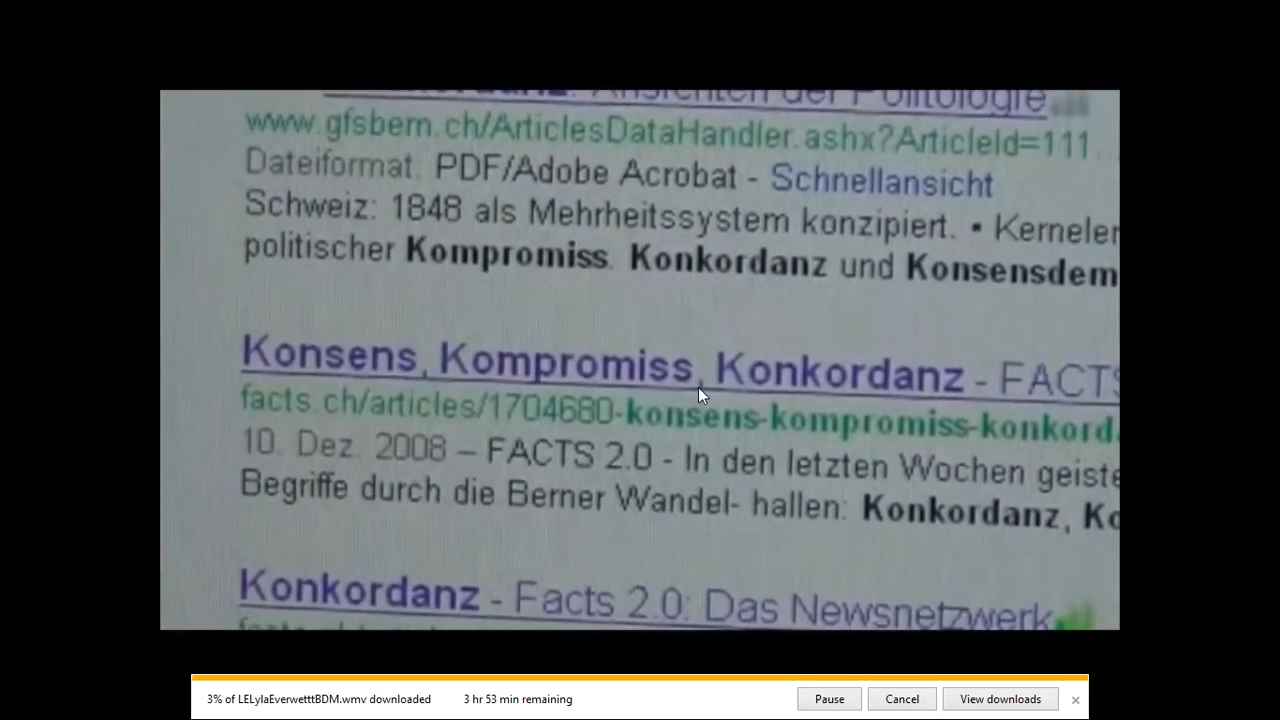 Ansichten der Politologie
www.gfsbern.ch/ArticlesDataHandler.ashx?ArticleId=111
Dateiformat: PDF/Adobe Acrobat - Schnellansicht
Schweiz: 1848 als Mehrheitssystem konzipiert. • Kerneler
politischer Kompromiss. Konkordanz und Konsensdem
Konsens, Kompromiss, Konkordanz - FACTS
facts.ch/articles/1704680-konsens-kompromiss-konkord
10. Dez. 2008 – FACTS 2.0 - In den letzten Wochen geiste
Begriffe durch die Berner Wandel- hallen: Konkordanz, Ko
Konkordanz - Facts 2.0: Das Newsnetzwerk
3% of LELylaEverwetttBDM.wmv downloaded 3 hr 53 min remaining Pause Cancel View downloads ×